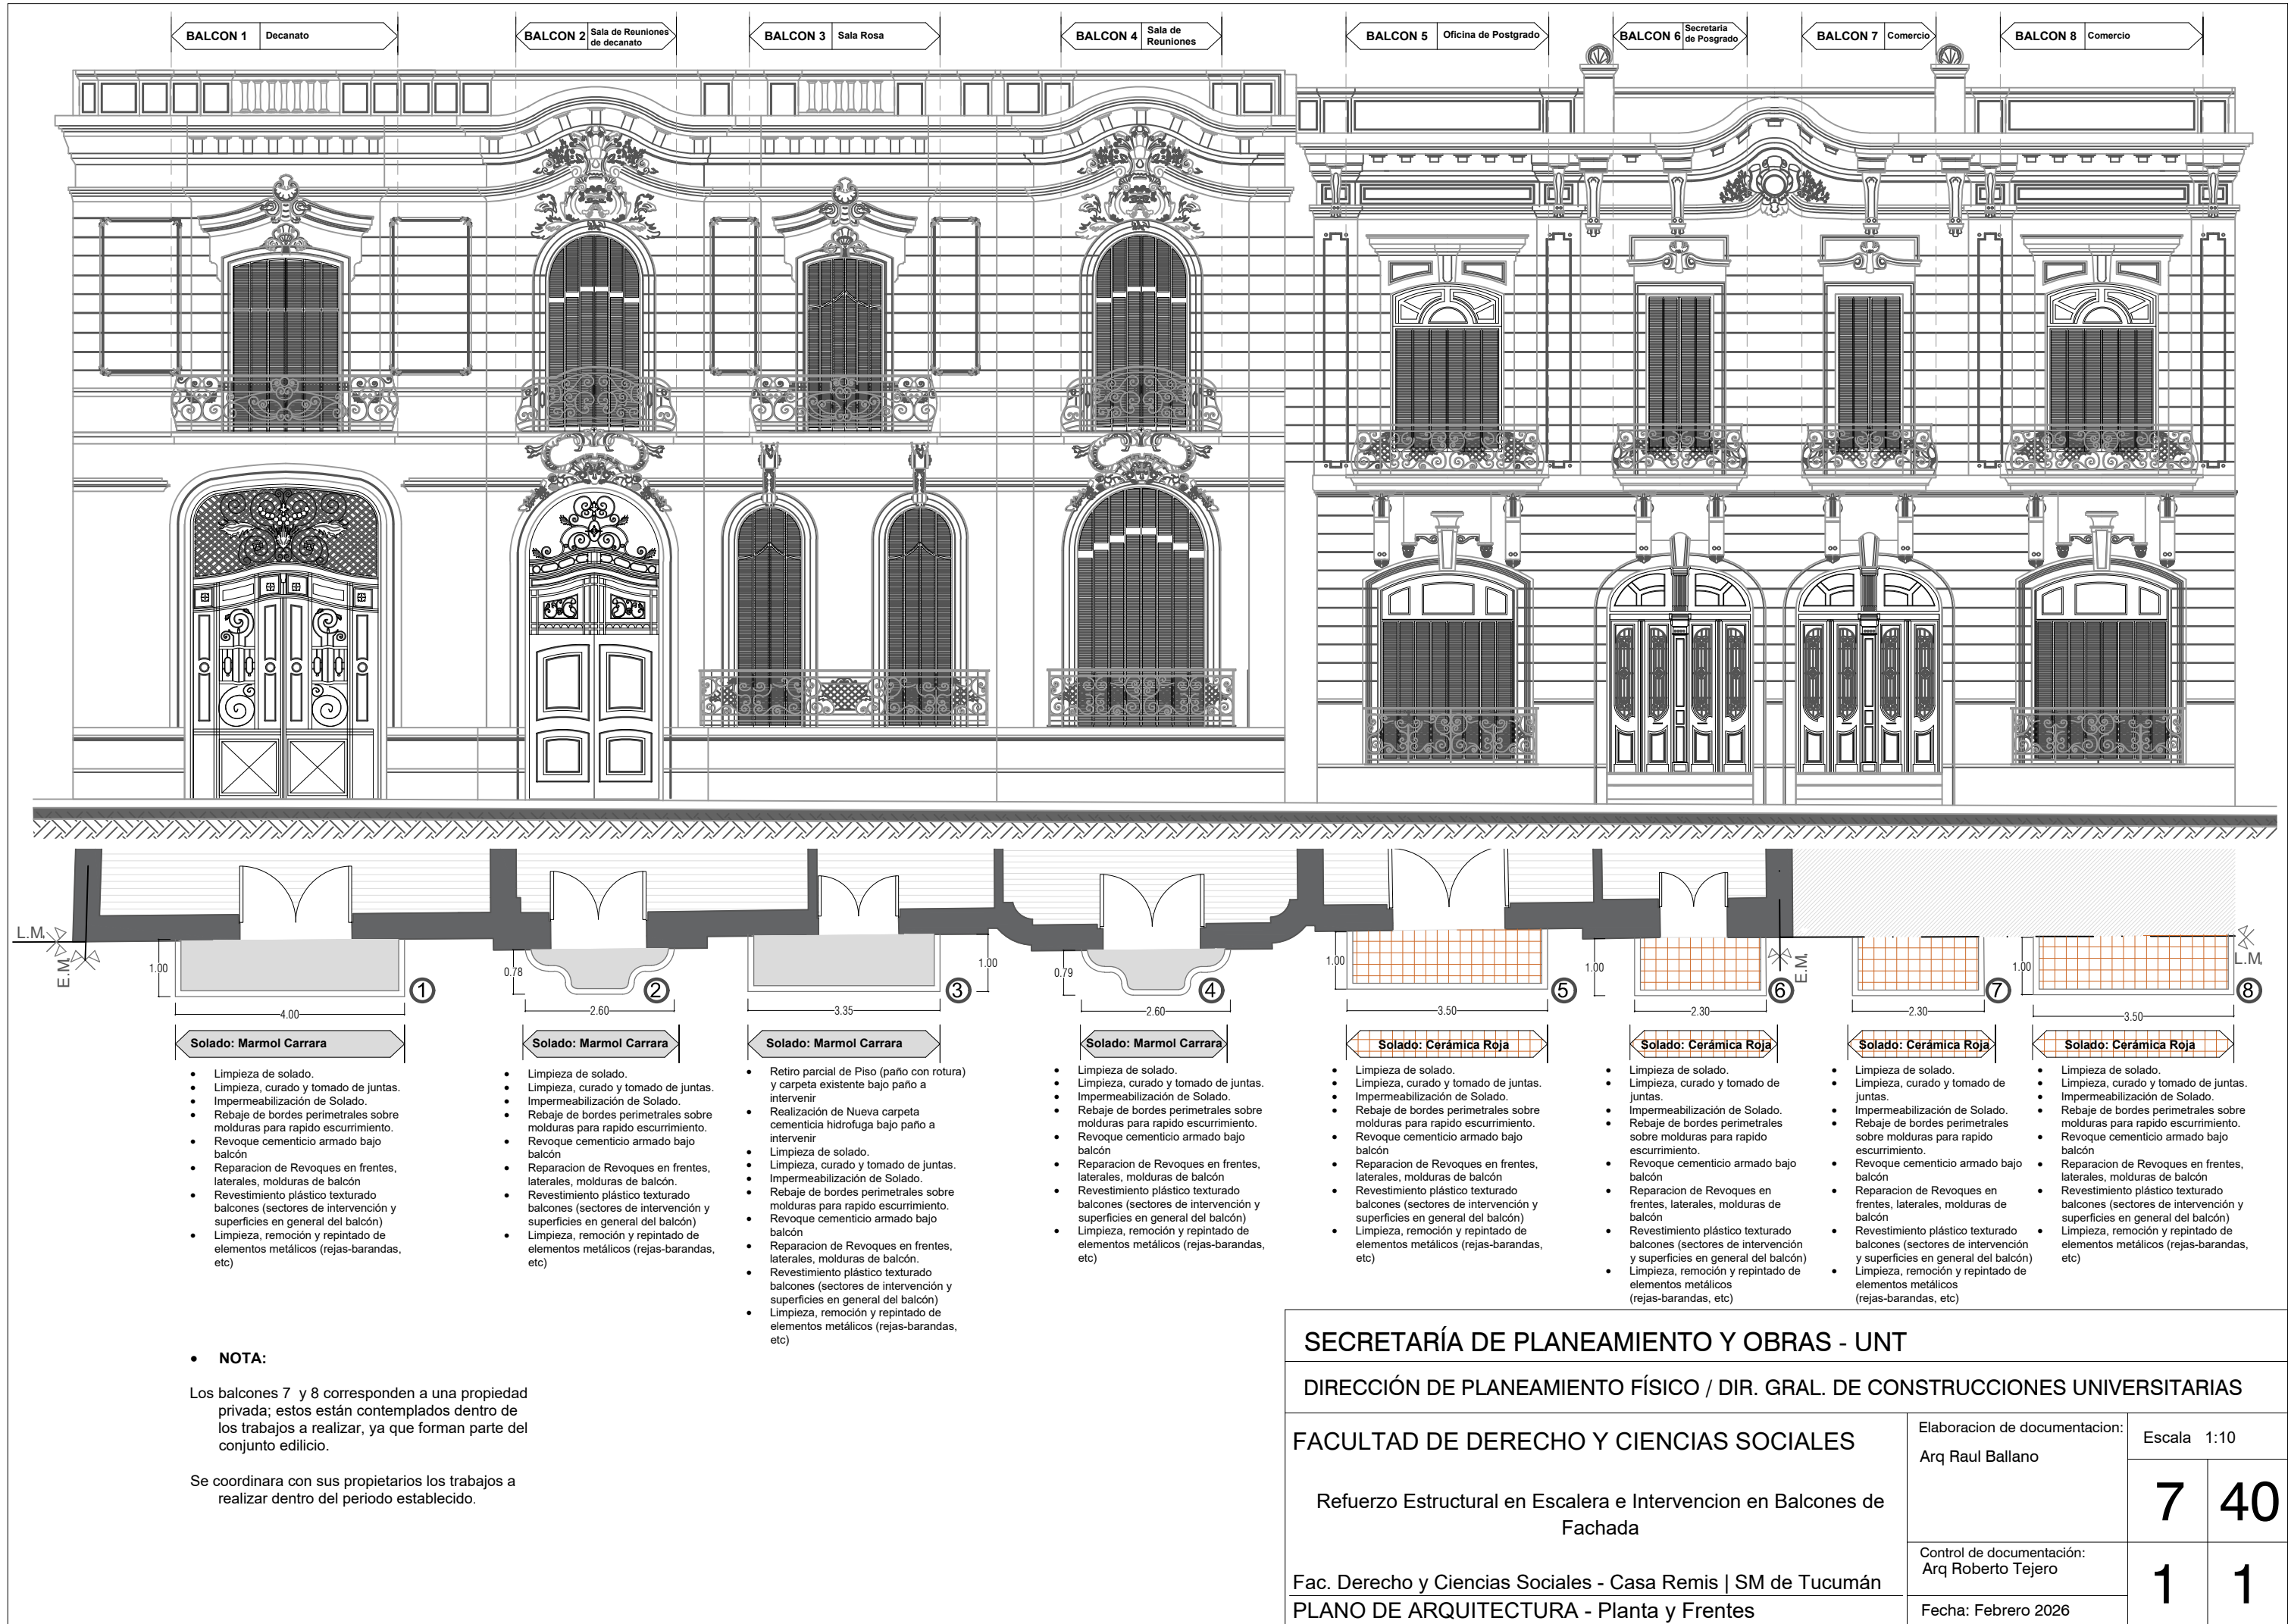 BALCON 1 Decanato
BALCON 2 Sala de Reuniones
de decanato
BALCON 3 Sala Rosa
BALCON 4 Sala de
Reuniones
BALCON 5 Oficina de Postgrado
BALCON 6 Secretaria
de Posgrado
BALCON 7 Comercio
BALCON 8 Comercio
L.M.
E.M.
1.00
4.00
1
0.78
2.60
2
3.35
1.00
3
0.79
2.60
4
1.00
3.50
5
1.00
2.30
6
E.M.
2.30
7
1.00
3.50
8
L.M.
Solado: Marmol Carrara
• Limpieza de solado.
• Limpieza, curado y tomado de juntas.
• Impermeabilización de Solado.
• Rebaje de bordes perimetrales sobre
molduras para rapido escurrimiento.
• Revoque cementicio armado bajo
balcón
• Reparacion de Revoques en frentes,
laterales, molduras de balcón
• Revestimiento plástico texturado
balcones (sectores de intervención y
superficies en general del balcón)
• Limpieza, remoción y repintado de
elementos metálicos (rejas-barandas,
etc)
Solado: Marmol Carrara
• Limpieza de solado.
• Limpieza, curado y tomado de juntas.
• Impermeabilización de Solado.
• Rebaje de bordes perimetrales sobre
molduras para rapido escurrimiento.
• Revoque cementicio armado bajo
balcón
• Reparacion de Revoques en frentes,
laterales, molduras de balcón.
• Revestimiento plástico texturado
balcones (sectores de intervención y
superficies en general del balcón)
• Limpieza, remoción y repintado de
elementos metálicos (rejas-barandas,
etc)
Solado: Marmol Carrara
• Retiro parcial de Piso (paño con rotura)
y carpeta existente bajo paño a
intervenir
• Realización de Nueva carpeta
cementicia hidrofuga bajo paño a
intervenir
• Limpieza de solado.
• Limpieza, curado y tomado de juntas.
• Impermeabilización de Solado.
• Rebaje de bordes perimetrales sobre
molduras para rapido escurrimiento.
• Revoque cementicio armado bajo
balcón
• Reparacion de Revoques en frentes,
laterales, molduras de balcón.
• Revestimiento plástico texturado
balcones (sectores de intervención y
superficies en general del balcón)
• Limpieza, remoción y repintado de
elementos metálicos (rejas-barandas,
etc)
Solado: Marmol Carrara
• Limpieza de solado.
• Limpieza, curado y tomado de juntas.
• Impermeabilización de Solado.
• Rebaje de bordes perimetrales sobre
molduras para rapido escurrimiento.
• Revoque cementicio armado bajo
balcón
• Reparacion de Revoques en frentes,
laterales, molduras de balcón
• Revestimiento plástico texturado
balcones (sectores de intervención y
superficies en general del balcón)
• Limpieza, remoción y repintado de
elementos metálicos (rejas-barandas,
etc)
Solado: Cerámica Roja
• Limpieza de solado.
• Limpieza, curado y tomado de juntas.
• Impermeabilización de Solado.
• Rebaje de bordes perimetrales sobre
molduras para rapido escurrimiento.
• Revoque cementicio armado bajo
balcón
• Reparacion de Revoques en frentes,
laterales, molduras de balcón
• Revestimiento plástico texturado
balcones (sectores de intervención y
superficies en general del balcón)
• Limpieza, remoción y repintado de
elementos metálicos (rejas-barandas,
etc)
Solado: Cerámica Roja
• Limpieza de solado.
• Limpieza, curado y tomado de
juntas.
• Impermeabilización de Solado.
• Rebaje de bordes perimetrales
sobre molduras para rapido
escurrimiento.
• Revoque cementicio armado bajo
balcón
• Reparacion de Revoques en
frentes, laterales, molduras de
balcón
• Revestimiento plástico texturado
balcones (sectores de intervención
y superficies en general del balcón)
• Limpieza, remoción y repintado de
elementos metálicos
(rejas-barandas, etc)
Solado: Cerámica Roja
• Limpieza de solado.
• Limpieza, curado y tomado de
juntas.
• Impermeabilización de Solado.
• Rebaje de bordes perimetrales
sobre molduras para rapido
escurrimiento.
• Revoque cementicio armado bajo
balcón
• Reparacion de Revoques en
frentes, laterales, molduras de
balcón
• Revestimiento plástico texturado
balcones (sectores de intervención
y superficies en general del balcón)
• Limpieza, remoción y repintado de
elementos metálicos
(rejas-barandas, etc)
Solado: Cerámica Roja
• Limpieza de solado.
• Limpieza, curado y tomado de juntas.
• Impermeabilización de Solado.
• Rebaje de bordes perimetrales sobre
molduras para rapido escurrimiento.
• Revoque cementicio armado bajo
balcón
• Reparacion de Revoques en frentes,
laterales, molduras de balcón
• Revestimiento plástico texturado
balcones (sectores de intervención y
superficies en general del balcón)
• Limpieza, remoción y repintado de
elementos metálicos (rejas-barandas,
etc)
• NOTA:
Los balcones 7 y 8 corresponden a una propiedad
privada; estos están contemplados dentro de
los trabajos a realizar, ya que forman parte del
conjunto edilicio.
Se coordinara con sus propietarios los trabajos a
realizar dentro del periodo establecido.
SECRETARÍA DE PLANEAMIENTO Y OBRAS - UNT
DIRECCIÓN DE PLANEAMIENTO FÍSICO / DIR. GRAL. DE CONSTRUCCIONES UNIVERSITARIAS
FACULTAD DE DERECHO Y CIENCIAS SOCIALES
Refuerzo Estructural en Escalera e Intervencion en Balcones de
Fachada
Fac. Derecho y Ciencias Sociales - Casa Remis | SM de Tucumán
PLANO DE ARQUITECTURA - Planta y Frentes
Elaboracion de documentacion:
Arq Raul Ballano
Control de documentación:
Arq Roberto Tejero
Fecha: Febrero 2026
Escala 1:10
7 40
1 1